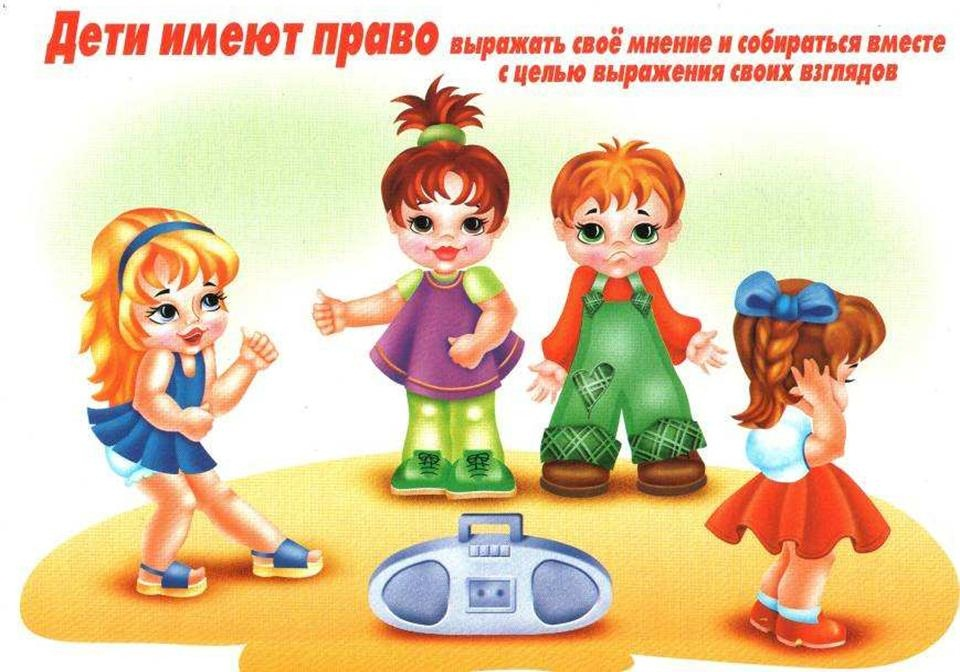 Дети имеют право выражать своё мнение и собираться вместе
с целью выражения своих взглядов